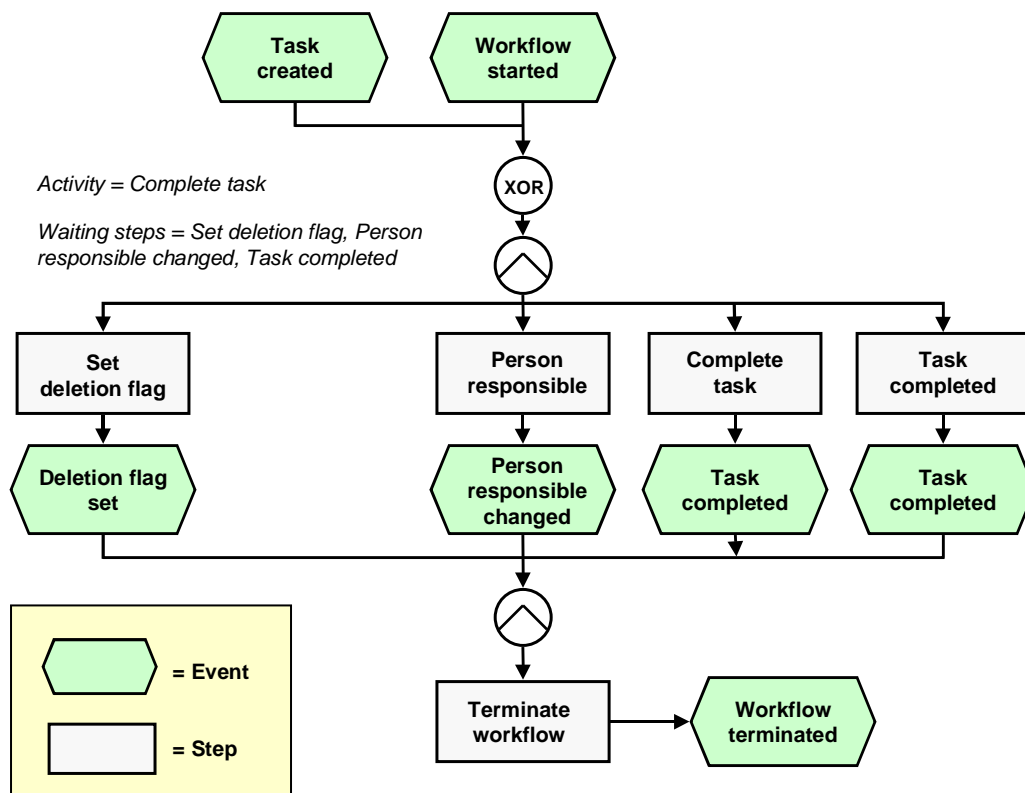 Task
created
Workflow
started
XOR
Activity = Complete task
Waiting steps = Set deletion flag, Person
responsible changed, Task completed
Set
deletion flag
Person
responsible
Complete
task
Task
completed
Deletion flag
set
Person
responsible
changed
Task
completed
Task
completed
= Event
= Step
Terminate
workflow
Workflow
terminated